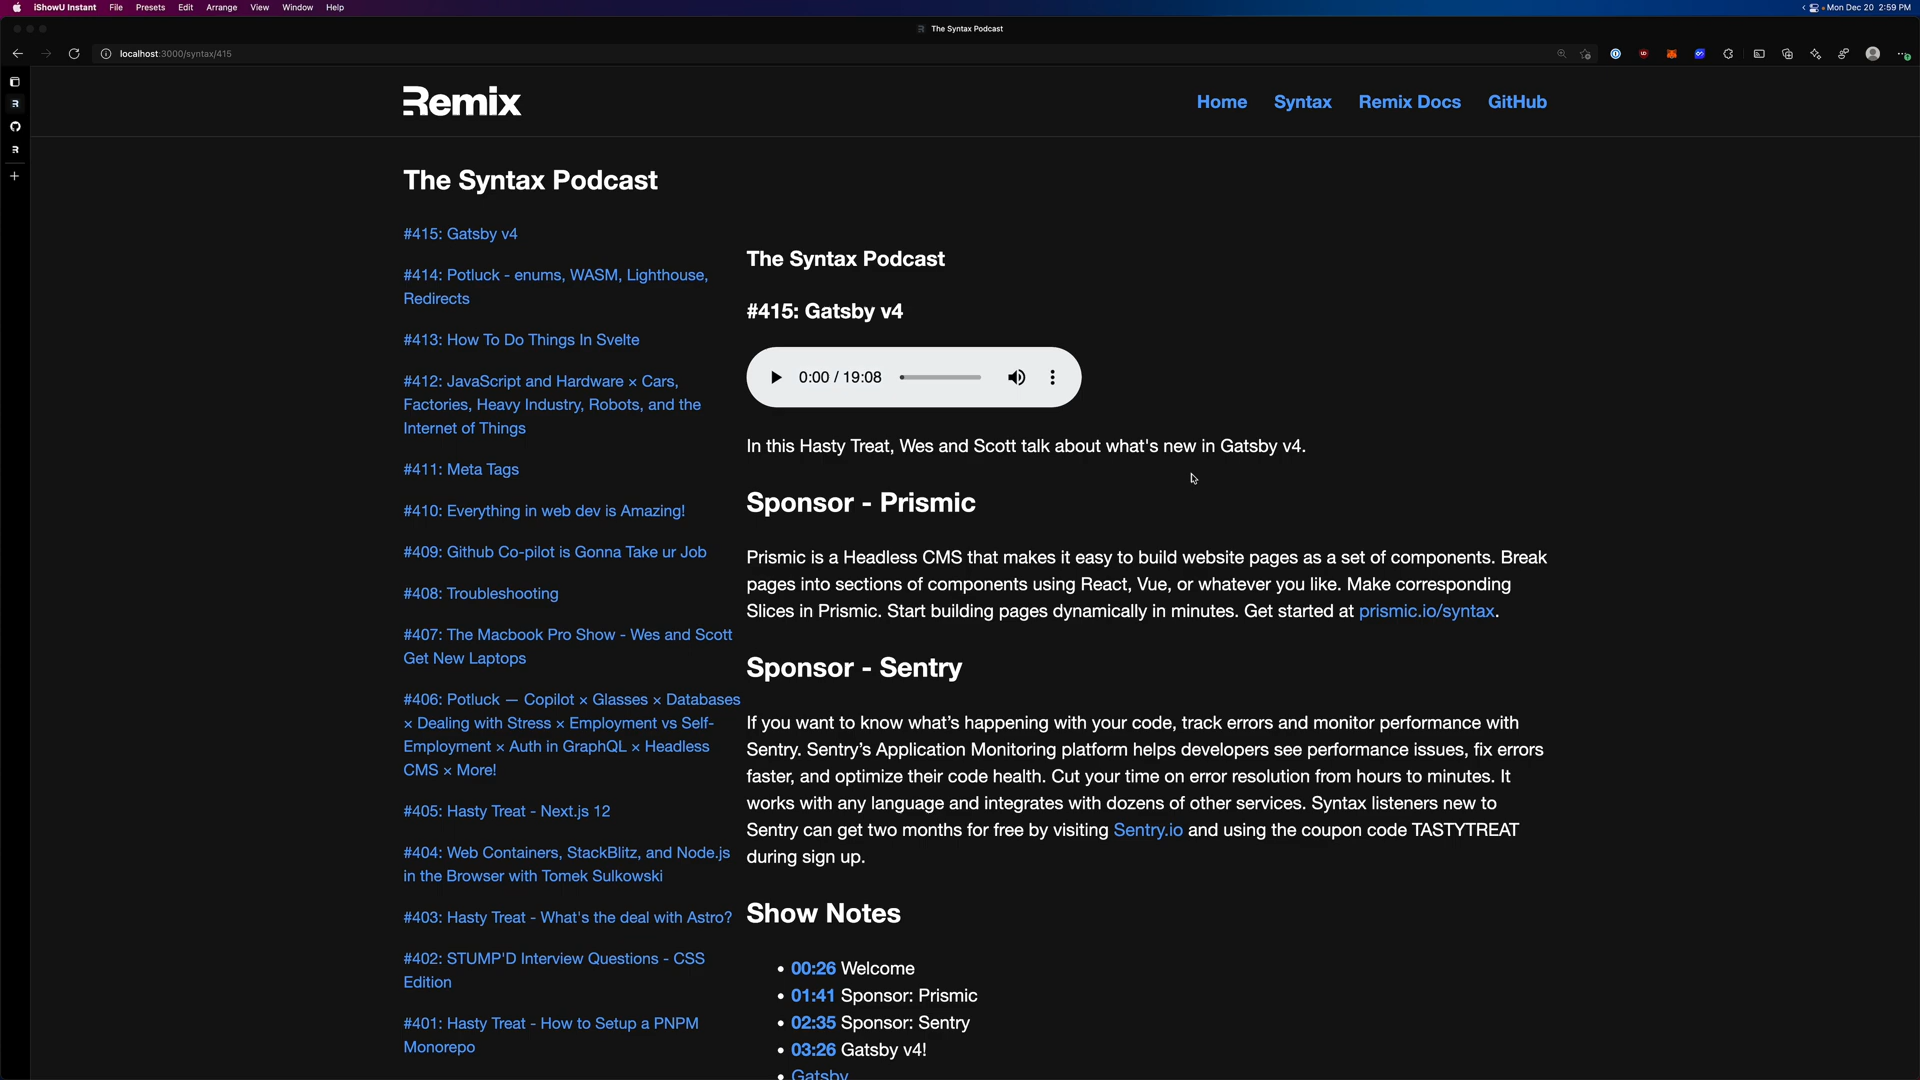 iShowU Instant File Presets Edit Arrange View Window Help
Mon Dec 20 2:59 PM
The Syntax Podcast
localhost:3000/syntax/415
Remix
Home Syntax Remix Docs GitHub
The Syntax Podcast
#415: Gatsby v4
#414: Potluck - enums, WASM, Lighthouse,
Redirects
#413: How To Do Things In Svelte
#412: JavaScript and Hardware × Cars,
Factories, Heavy Industry, Robots, and the
Internet of Things
#411: Meta Tags
#410: Everything in web dev is Amazing!
#409: Github Co-pilot is Gonna Take ur Job
#408: Troubleshooting
#407: The Macbook Pro Show - Wes and Scott
Get New Laptops
#406: Potluck — Copilot × Glasses × Databases
× Dealing with Stress × Employment vs Self-
Employment × Auth in GraphQL × Headless
CMS × More!
#405: Hasty Treat - Next.js 12
#404: Web Containers, StackBlitz, and Node.js
in the Browser with Tomek Sulkowski
#403: Hasty Treat - What's the deal with Astro?
#402: STUMP'D Interview Questions - CSS
Edition
#401: Hasty Treat - How to Setup a PNPM
Monorepo
The Syntax Podcast
#415: Gatsby v4
0:00 / 19:08
In this Hasty Treat, Wes and Scott talk about what's new in Gatsby v4.
Sponsor - Prismic
Prismic is a Headless CMS that makes it easy to build website pages as a set of components. Break
pages into sections of components using React, Vue, or whatever you like. Make corresponding
Slices in Prismic. Start building pages dynamically in minutes. Get started at prismic.io/syntax.
Sponsor - Sentry
If you want to know what’s happening with your code, track errors and monitor performance with
Sentry. Sentry’s Application Monitoring platform helps developers see performance issues, fix errors
faster, and optimize their code health. Cut your time on error resolution from hours to minutes. It
works with any language and integrates with dozens of other services. Syntax listeners new to
Sentry can get two months for free by visiting Sentry.io and using the coupon code TASTYTREAT
during sign up.
Show Notes
• 00:26 Welcome
• 01:41 Sponsor: Prismic
• 02:35 Sponsor: Sentry
• 03:26 Gatsby v4!
• Gatsby